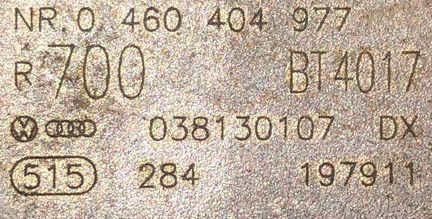 NR. 0 460 404 977
R 700 BT4017
038130107 DX
515 284 197911